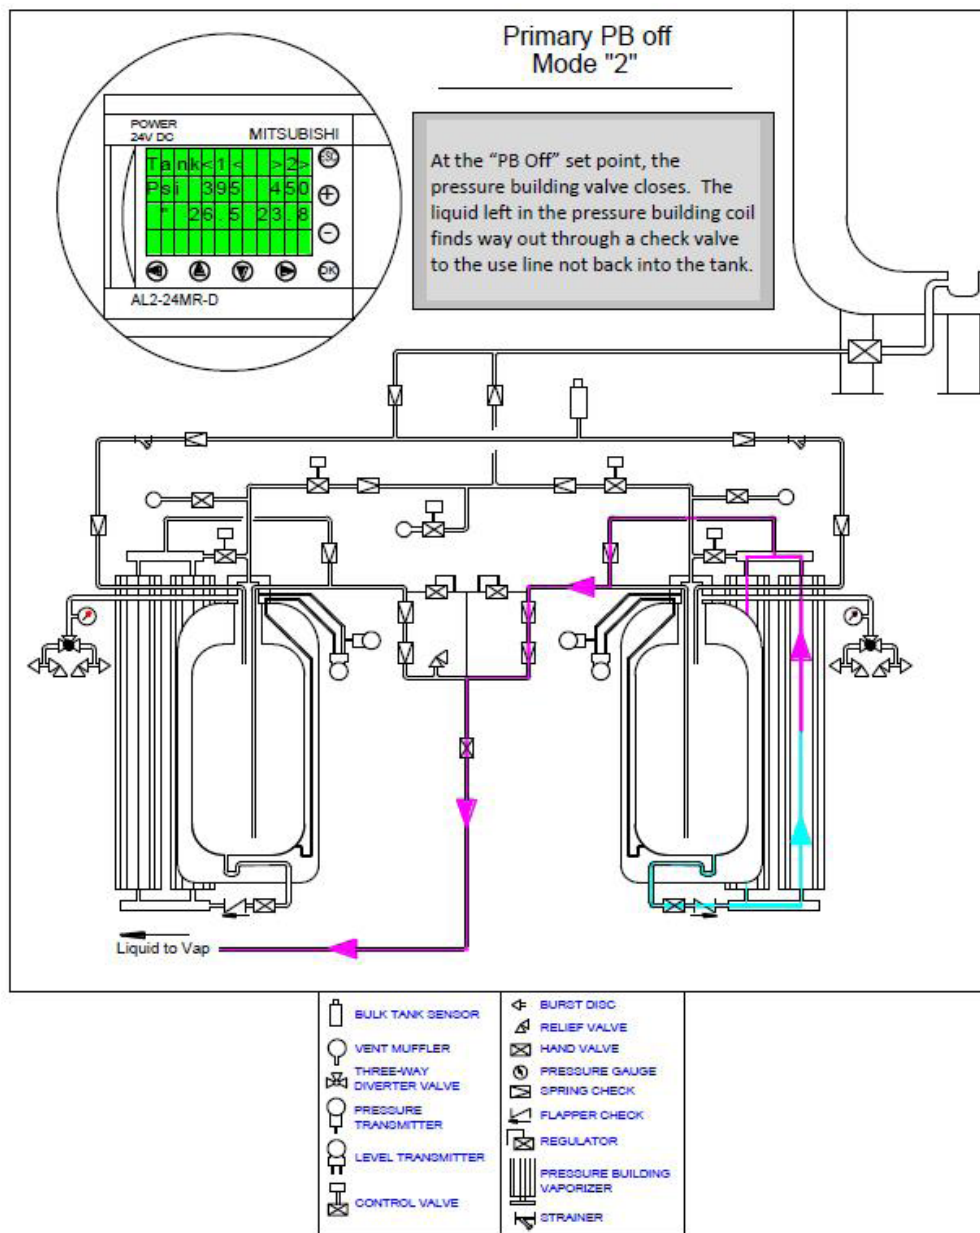 Primary PB off
Mode "2"
POWER
24V DC
MITSUBISHI
Tank<1< >2>
Psi 395 450
" 26.5 23.8
ESC
+
-
OK
AL2-24MR-D
At the “PB Off” set point, the
pressure building valve closes. The
liquid left in the pressure building coil
finds way out through a check valve
to the use line not back into the tank.
Liquid to Vap
BULK TANK SENSOR
VENT MUFFLER
THREE-WAY
DIVERTER VALVE
PRESSURE
TRANSMITTER
LEVEL TRANSMITTER
CONTROL VALVE
BURST DISC
RELIEF VALVE
HAND VALVE
PRESSURE GAUGE
SPRING CHECK
FLAPPER CHECK
REGULATOR
PRESSURE BUILDING
VAPORIZER
STRAINER